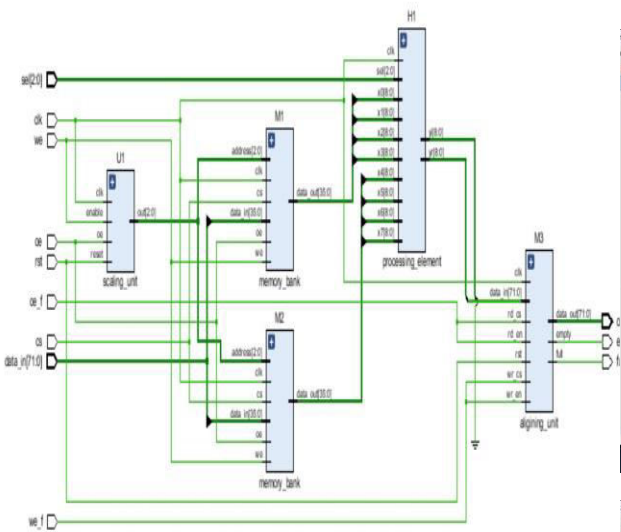 H1
clk
sel[2:0]
sel[2:0]
x0[8:0]
x1[8:0]
x2[8:0]
x3[8:0]
x4[8:0]
x5[8:0]
x6[8:0]
x7[8:0]
y[8:0]
yr[8:0]
processing_element
clk
we
U1
clk
enable
oe
reset
out[2:0]
scaling_unit
M1
address[2:0]
clk
cs
data_in[35:0]
oe
we
data_out[35:0]
memory_bank
oe
rst
oe_f
cs
data_in[71:0]
M2
address[2:0]
clk
cs
data_in[35:0]
oe
we
data_out[35:0]
memory_bank
M3
clk
data_in[71:0]
rd_cs
rd_en
rst
wr_cs
wr_en
data_out[71:0]
empty
full
aligining_unit
we_f